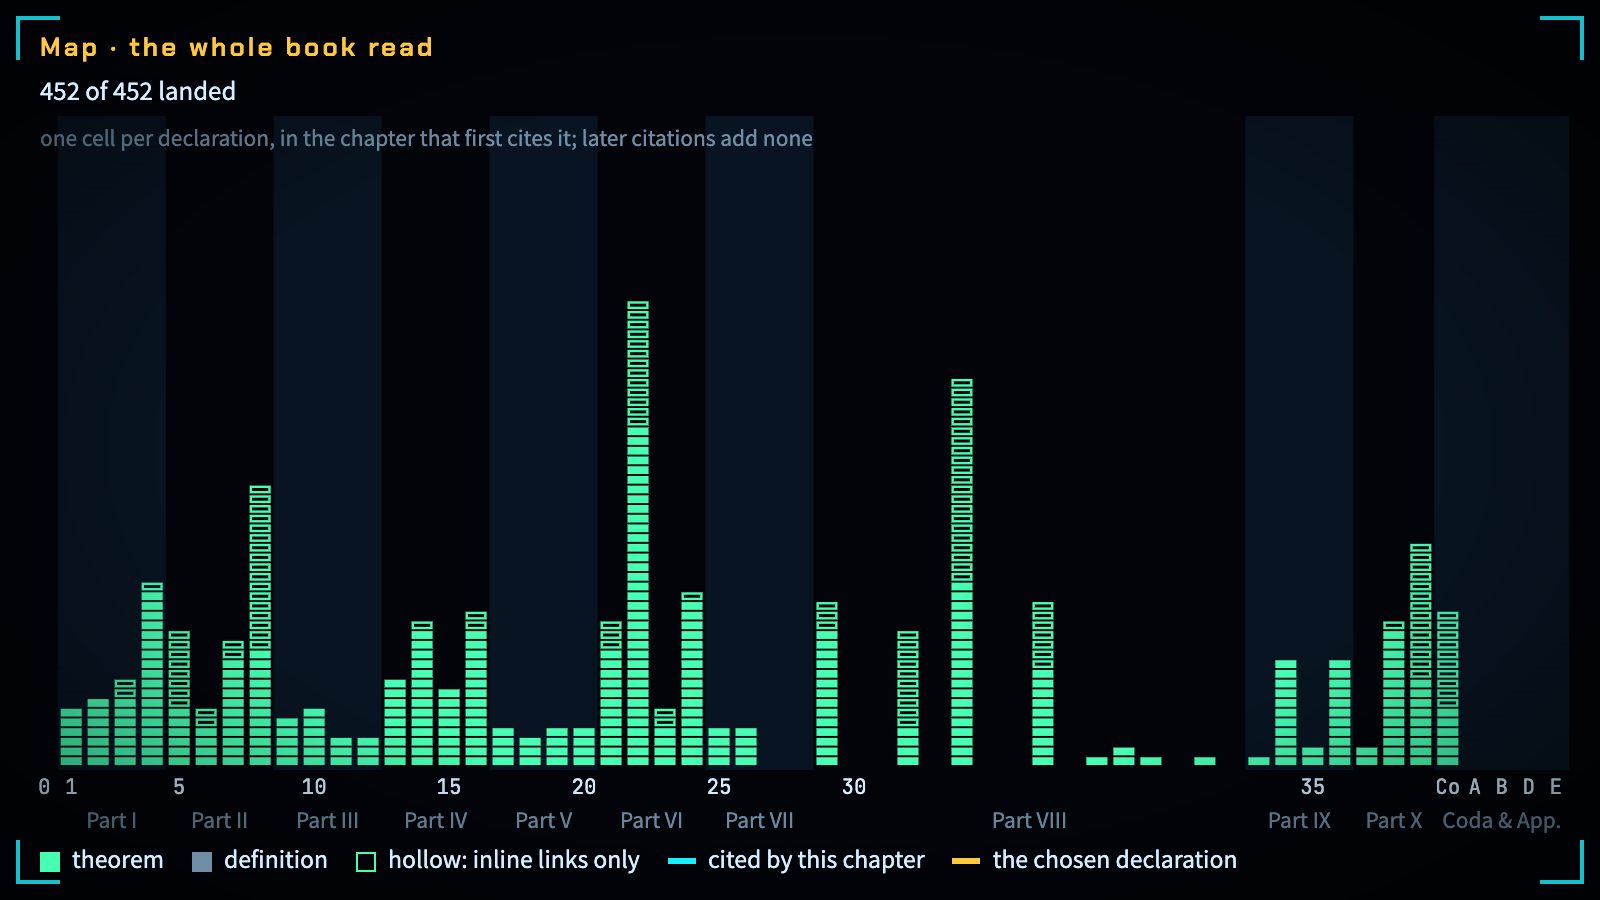 Map · the whole book read
452 of 452 landed
one cell per declaration, in the chapter that first cites it; later citations add none
0 1 5 10 15 20 25 30 35 Co A B D E
Part I Part II Part III Part IV Part V Part VI Part VII Part VIII Part IX Part X Coda & App.
theorem definition hollow: inline links only cited by this chapter the chosen declaration